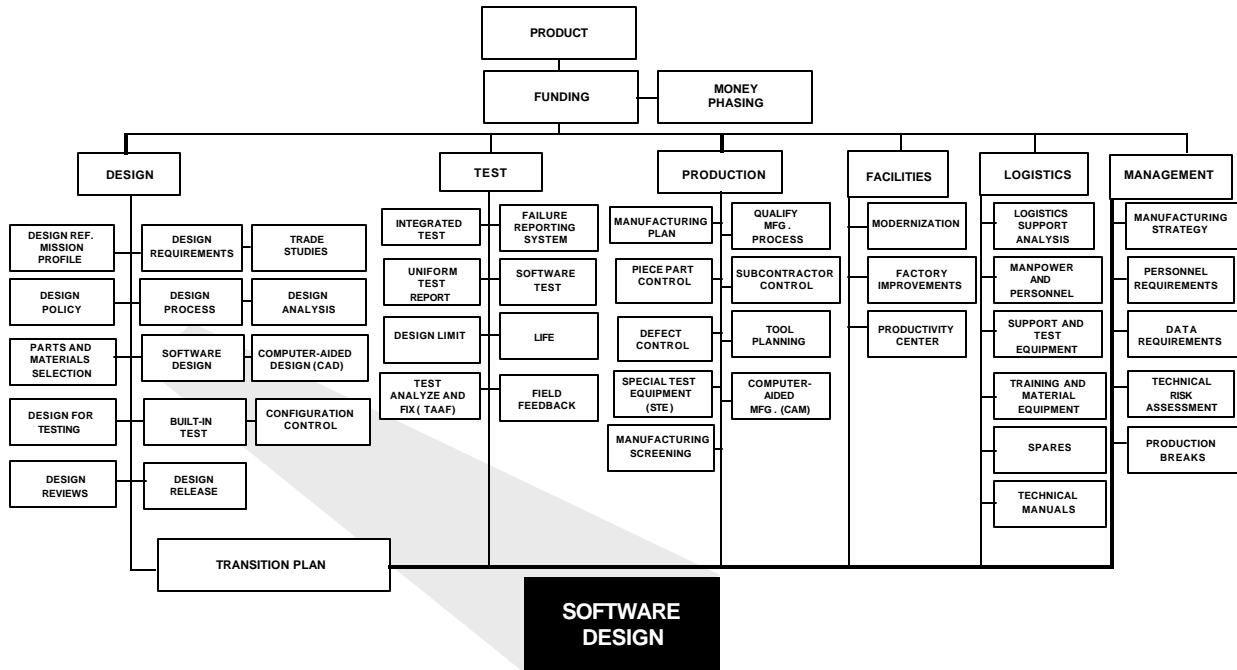 PRODUCT
FUNDING
MONEY
PHASING
DESIGN
TEST
PRODUCTION
FACILITIES
LOGISTICS
MANAGEMENT
DESIGN REF.
MISSION
PROFILE
DESIGN
REQUIREMENTS
TRADE
STUDIES
DESIGN
POLICY
DESIGN
PROCESS
DESIGN
ANALYSIS
PARTS AND
MATERIALS
SELECTION
SOFTWARE
DESIGN
COMPUTER-AIDED
DESIGN (CAD)
DESIGN FOR
TESTING
BUILT-IN
TEST
CONFIGURATION
CONTROL
DESIGN
REVIEWS
DESIGN
RELEASE
INTEGRATED
TEST
FAILURE
REPORTING
SYSTEM
UNIFORM
TEST
REPORT
SOFTWARE
TEST
DESIGN LIMIT
LIFE
TEST
ANALYZE AND
FIX ( TAAF)
FIELD
FEEDBACK
MANUFACTURING
PLAN
QUALIFY
MFG .
PROCESS
PIECE PART
CONTROL
SUBCONTRACTOR
CONTROL
DEFECT
CONTROL
TOOL
PLANNING
SPECIAL TEST
EQUIPMENT
(STE)
COMPUTER-
AIDED
MFG . (CAM)
MANUFACTURING
SCREENING
MODERNIZATION
FACTORY
IMPROVEMENTS
PRODUCTIVITY
CENTER
LOGISTICS
SUPPORT
ANALYSIS
MANPOWER
AND
PERSONNEL
SUPPORT AND
TEST
EQUIPMENT
TRAINING AND
MATERIAL
EQUIPMENT
SPARES
TECHNICAL
MANUALS
MANUFACTURING
STRATEGY
PERSONNEL
REQUIREMENTS
DATA
REQUIREMENTS
TECHNICAL
RISK
ASSESSMENT
PRODUCTION
BREAKS
TRANSITION PLAN
SOFTWARE
DESIGN